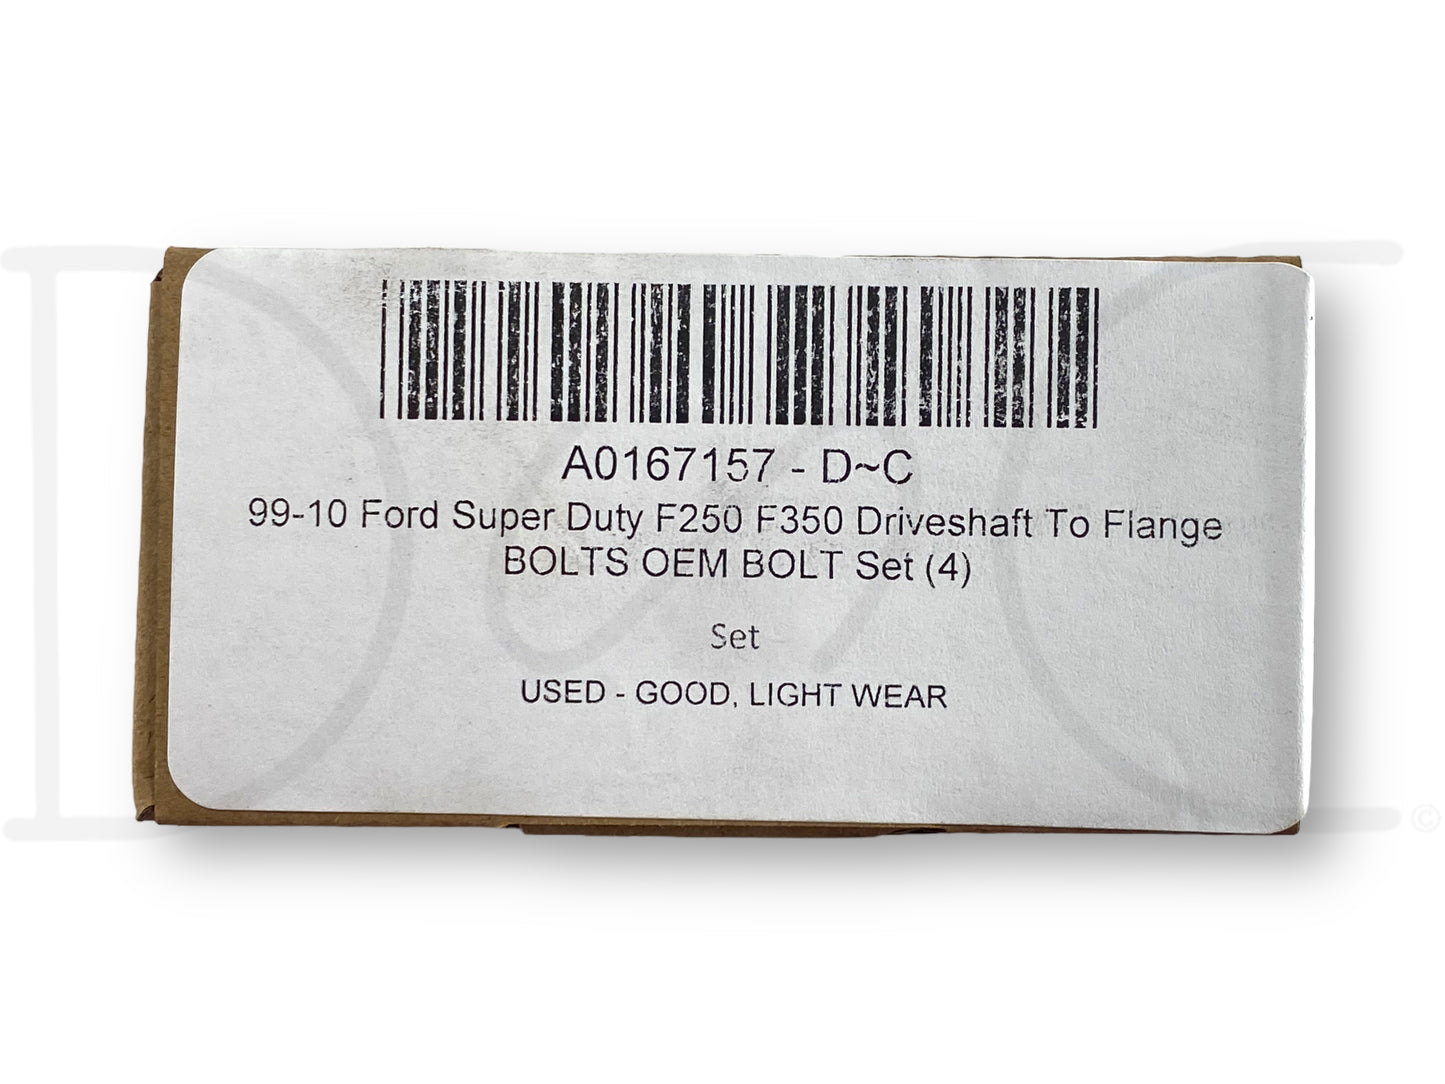 A0167157 - D~C
99-10 Ford Super Duty F250 F350 Driveshaft To Flange
BOLTS OEM BOLT Set (4)
Set
USED - GOOD, LIGHT WEAR
D~C
©